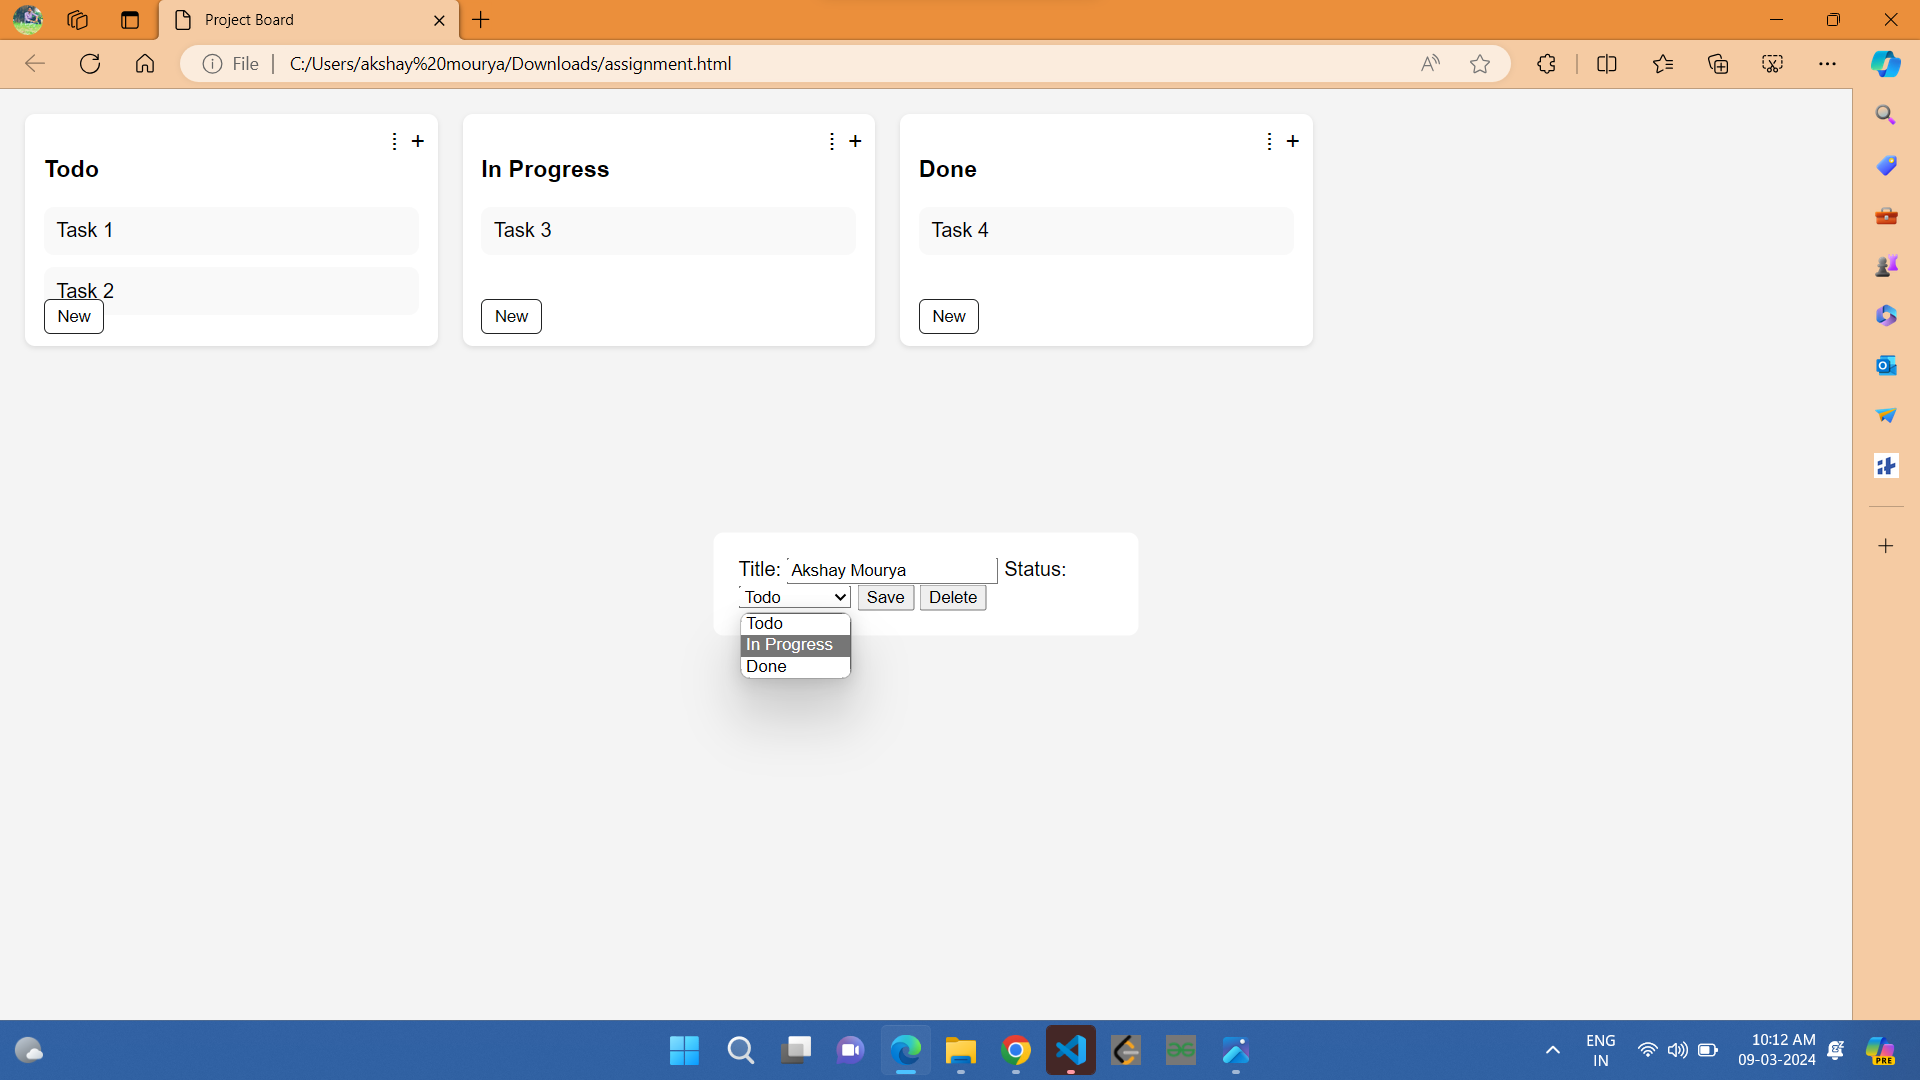 Project Board
File
C:/Users/akshay%20mourya/Downloads/assignment.html
Todo
In Progress
Done
Task 1
Task 3
Task 4
Task 2
New
New
New
Title: Akshay Mourya Status:
Todo Save Delete
Todo
In Progress
Done
ENG
IN
10:12 AM
09-03-2024
PRE